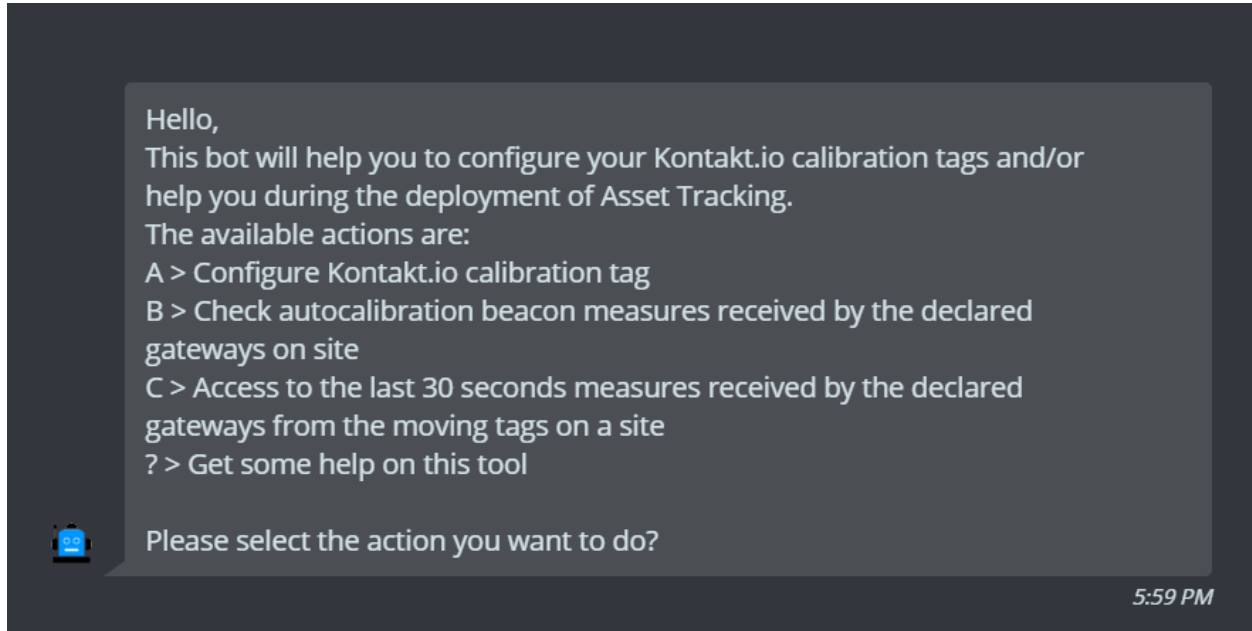 Hello,
This bot will help you to configure your Kontakt.io calibration tags and/or
help you during the deployment of Asset Tracking.
The available actions are:
A > Configure Kontakt.io calibration tag
B > Check autocalibration beacon measures received by the declared
gateways on site
C > Access to the last 30 seconds measures received by the declared
gateways from the moving tags on a site
? > Get some help on this tool
Please select the action you want to do?
5:59 PM